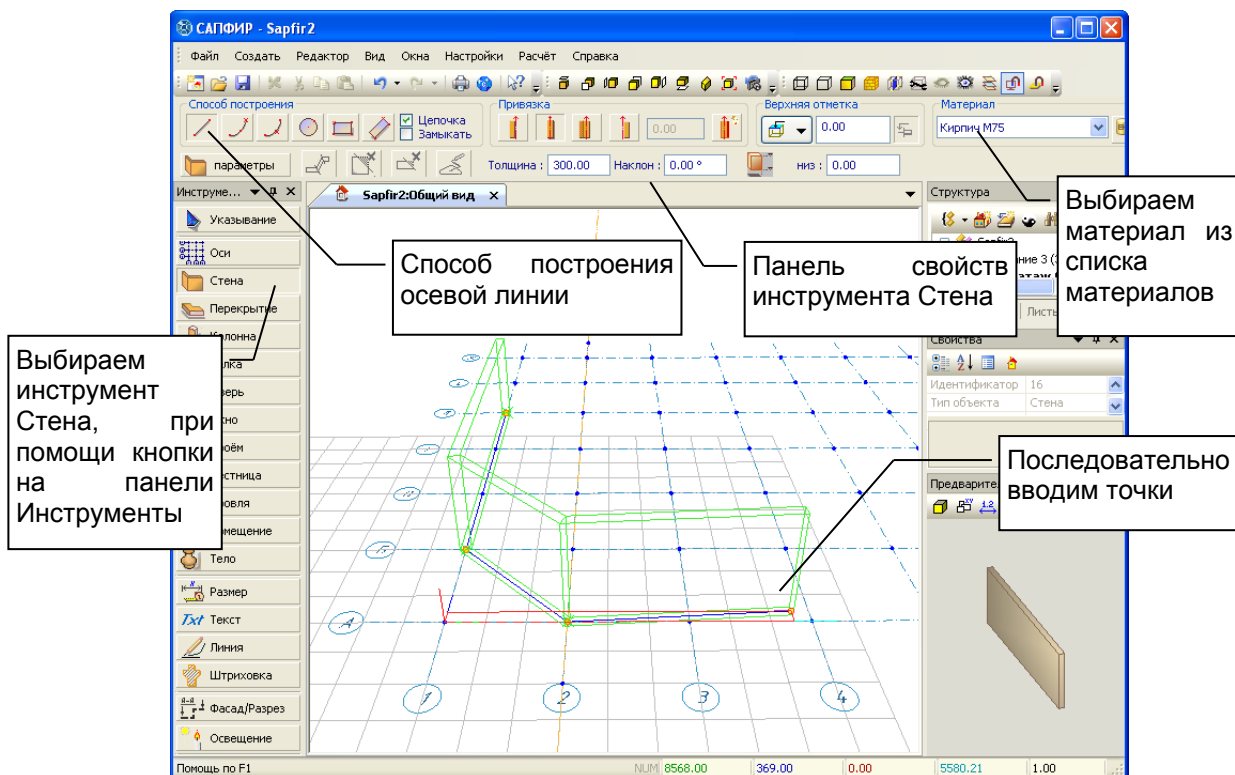 САПФИР - Sapfir2
Файл Создать Редактор Вид Окна Настройки Расчёт Справка
Способ построения Привязка Верхняя отметка Материал
Цепочка
Замыкать
0.00 0.00 Кирпич М75
параметры Толщина : 300.00 Наклон : 0.00 ° низ : 0.00
Инструме...
Sapfir2:Общий вид
Структура
Указывание
Оси
Стена
Перекрытие
Способ построения
осевой линии
Панель свойств
инструмента Стена
Выбираем
материал из
списка
материалов
Выбираем
инструмент
Стена, при
помощи кнопки
на панели
Инструменты
Листы
Свойства
Идентификатор 16
Тип объекта Стена
Последовательно
вводим точки
Тело
Размер
Txt Текст
Линия
Штриховка
Фасад/Разрез
Освещение
А
1 2 3 4
Помощь по F1 NUM 8568.00 369.00 0.00 5580.21 1.00